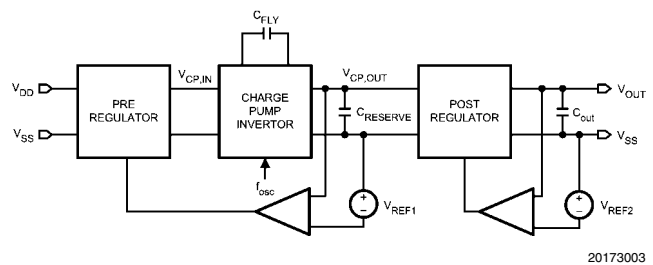 C_FLY
V_DD
PRE
REGULATOR
V_CP,IN
CHARGE
PUMP
INVERTOR
V_CP,OUT
C_RESERVE
POST
REGULATOR
V_OUT
C_out
V_SS
V_SS
f_osc
+
−
V_REF1
+
−
V_REF2
20173003